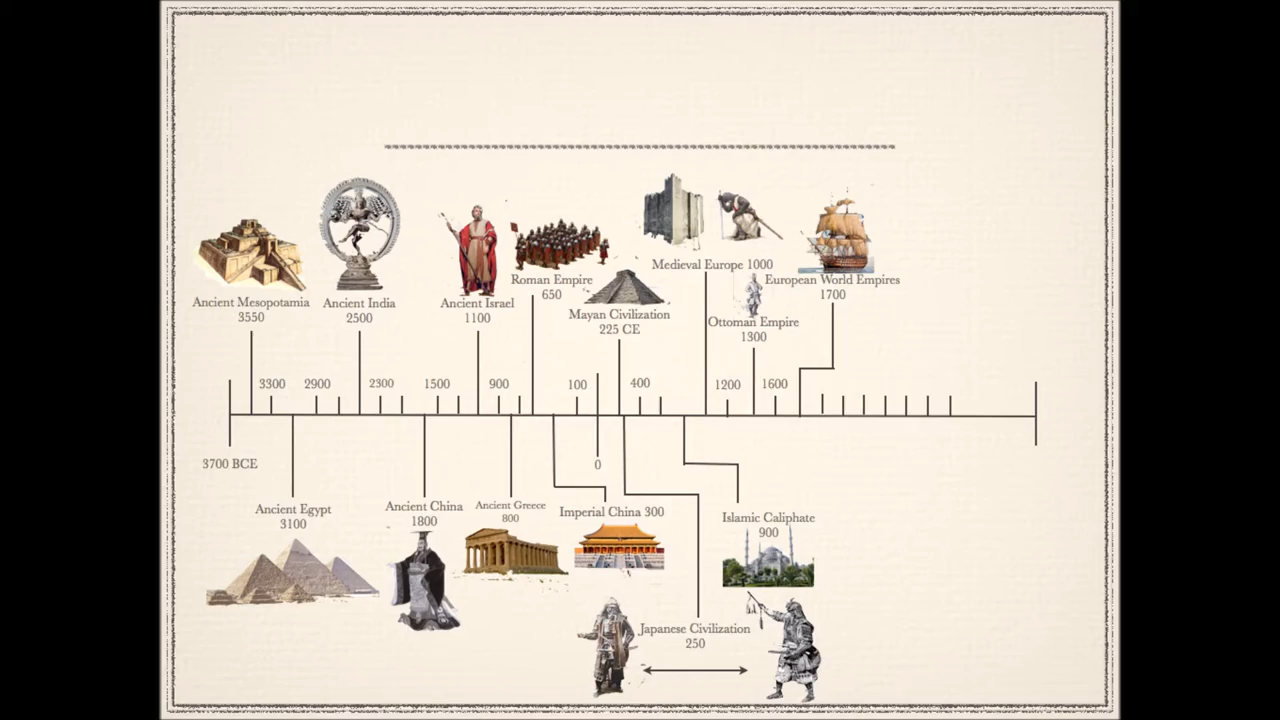 Ancient Mesopotamia
3550
Ancient India
2500
Ancient Israel
1100
Roman Empire
650
Mayan Civilization
225 CE
Medieval Europe 1000
Ottoman Empire
1300
European World Empires
1700
3300 2900 2300 1500 900 100 400 1200 1600
3700 BCE
0
Ancient Egypt
3100
Ancient China
1800
Ancient Greece
800
Imperial China 300
Islamic Caliphate
900
Japanese Civilization
250